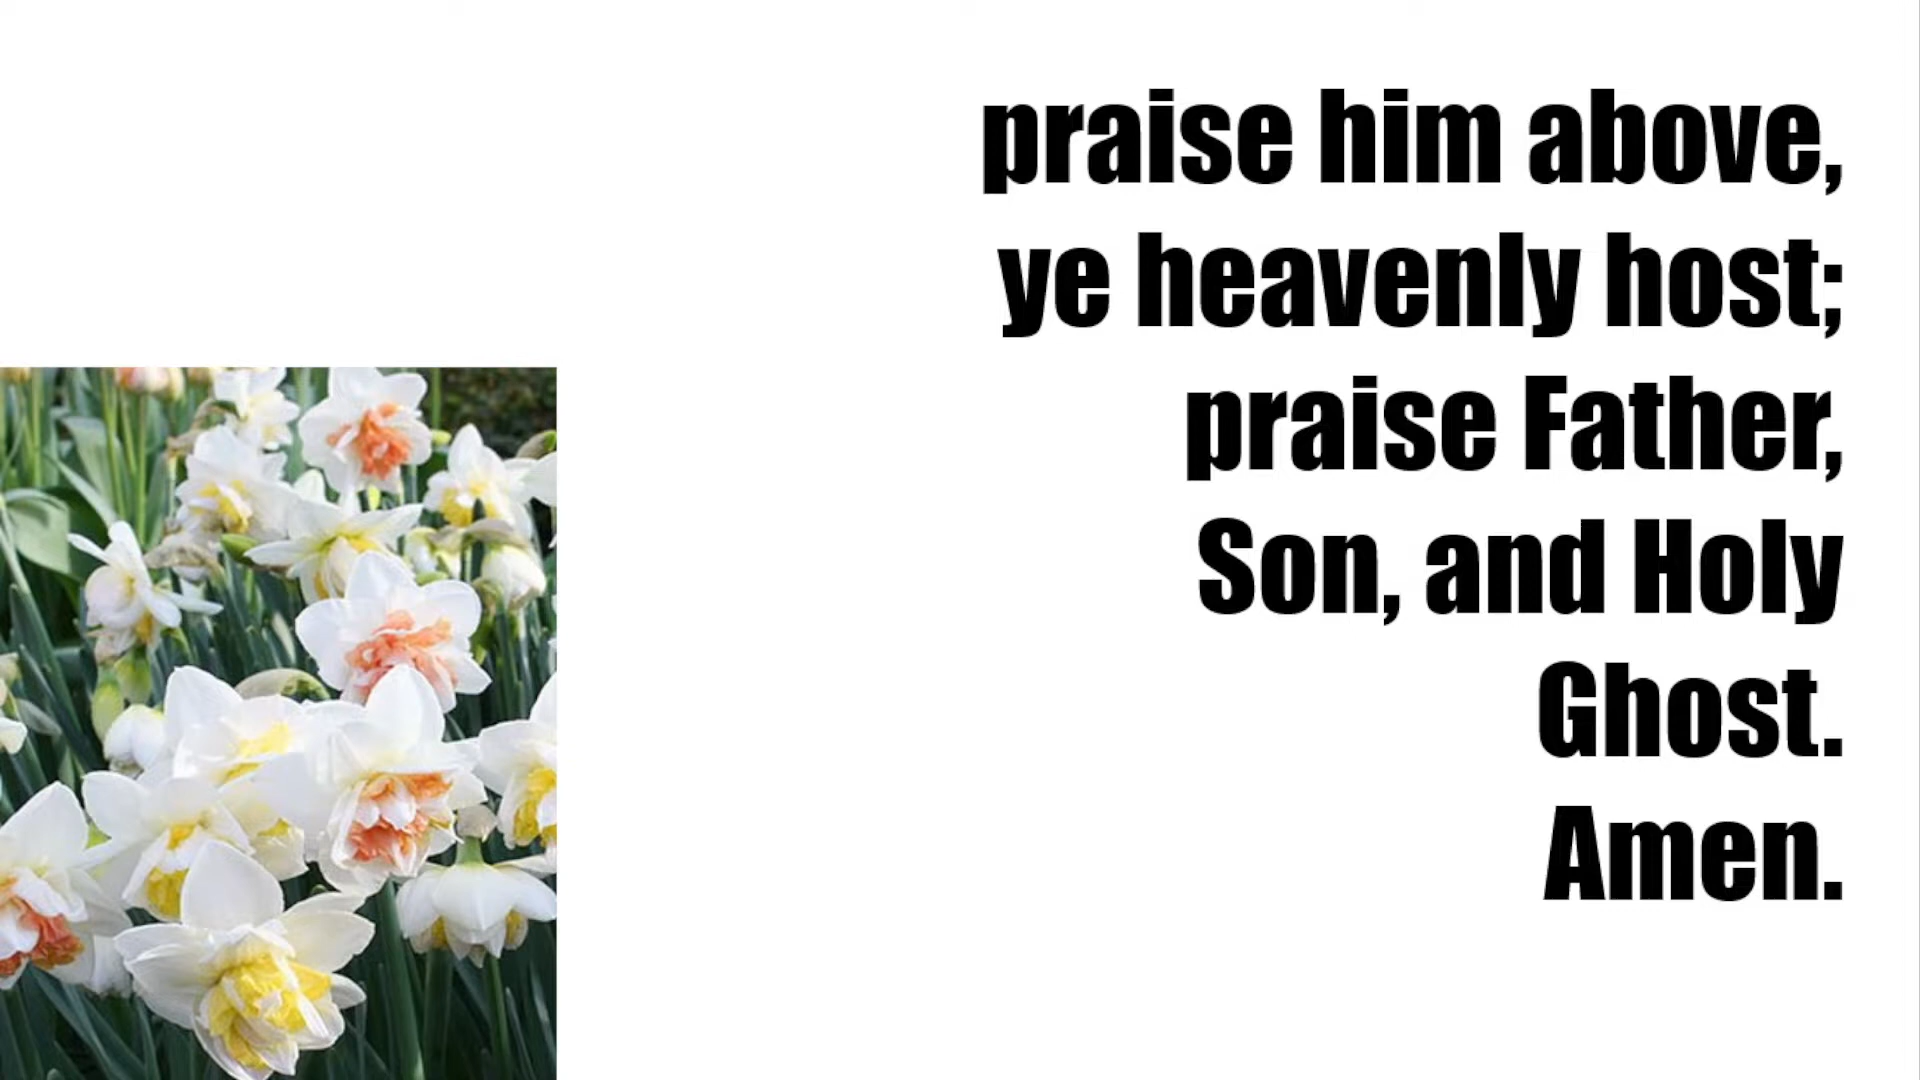 praise him above,
ye heavenly host;
praise Father,
Son, and Holy
Ghost.
Amen.